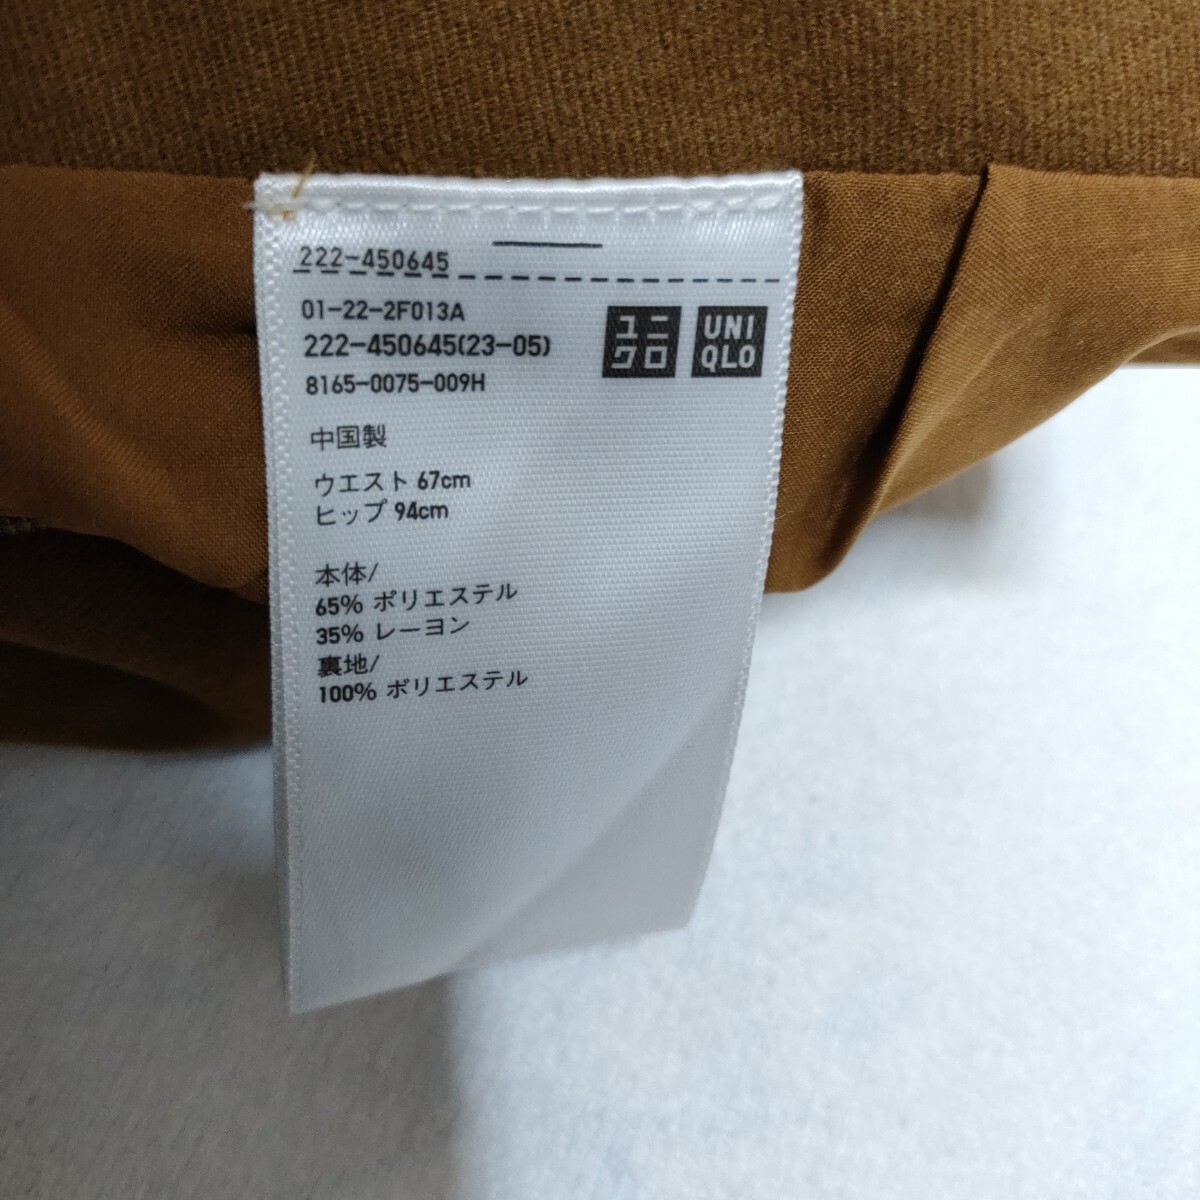 222-450645
01-22-2F013A
222-450645(23-05)
8165-0075-009H
ユニ
クロ
UNI
QLO
中国製
ウエスト 67cm
ヒップ 94cm
本体/
65% ポリエステル
35% レーヨン
裏地/
100% ポリエステル